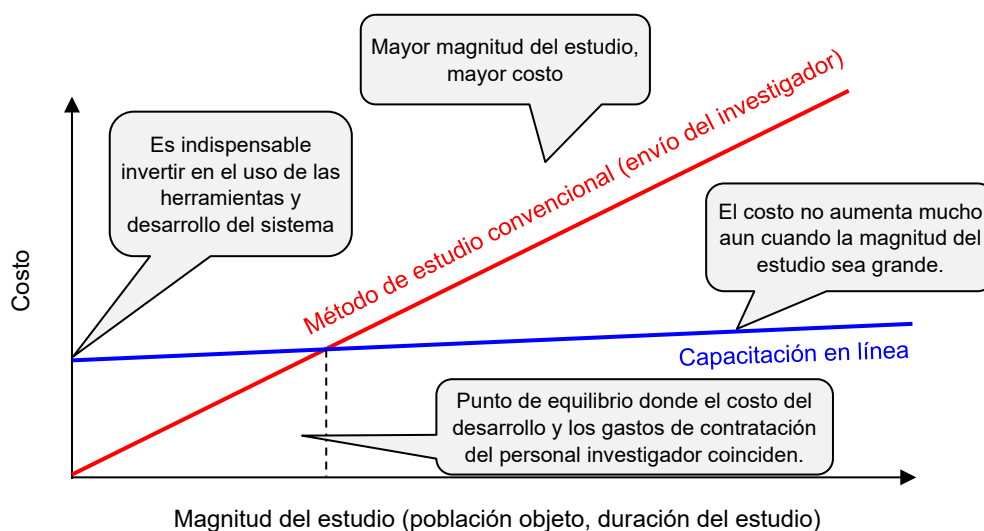 Mayor magnitud del estudio,
mayor costo
Es indispensable
invertir en el uso de las
herramientas y
desarrollo del sistema
Método de estudio convencional (envío del investigador)
El costo no aumenta mucho
aun cuando la magnitud del
estudio sea grande.
Costo
Capacitación en línea
Punto de equilibrio donde el costo del
desarrollo y los gastos de contratación
del personal investigador coinciden.
Magnitud del estudio (población objeto, duración del estudio)